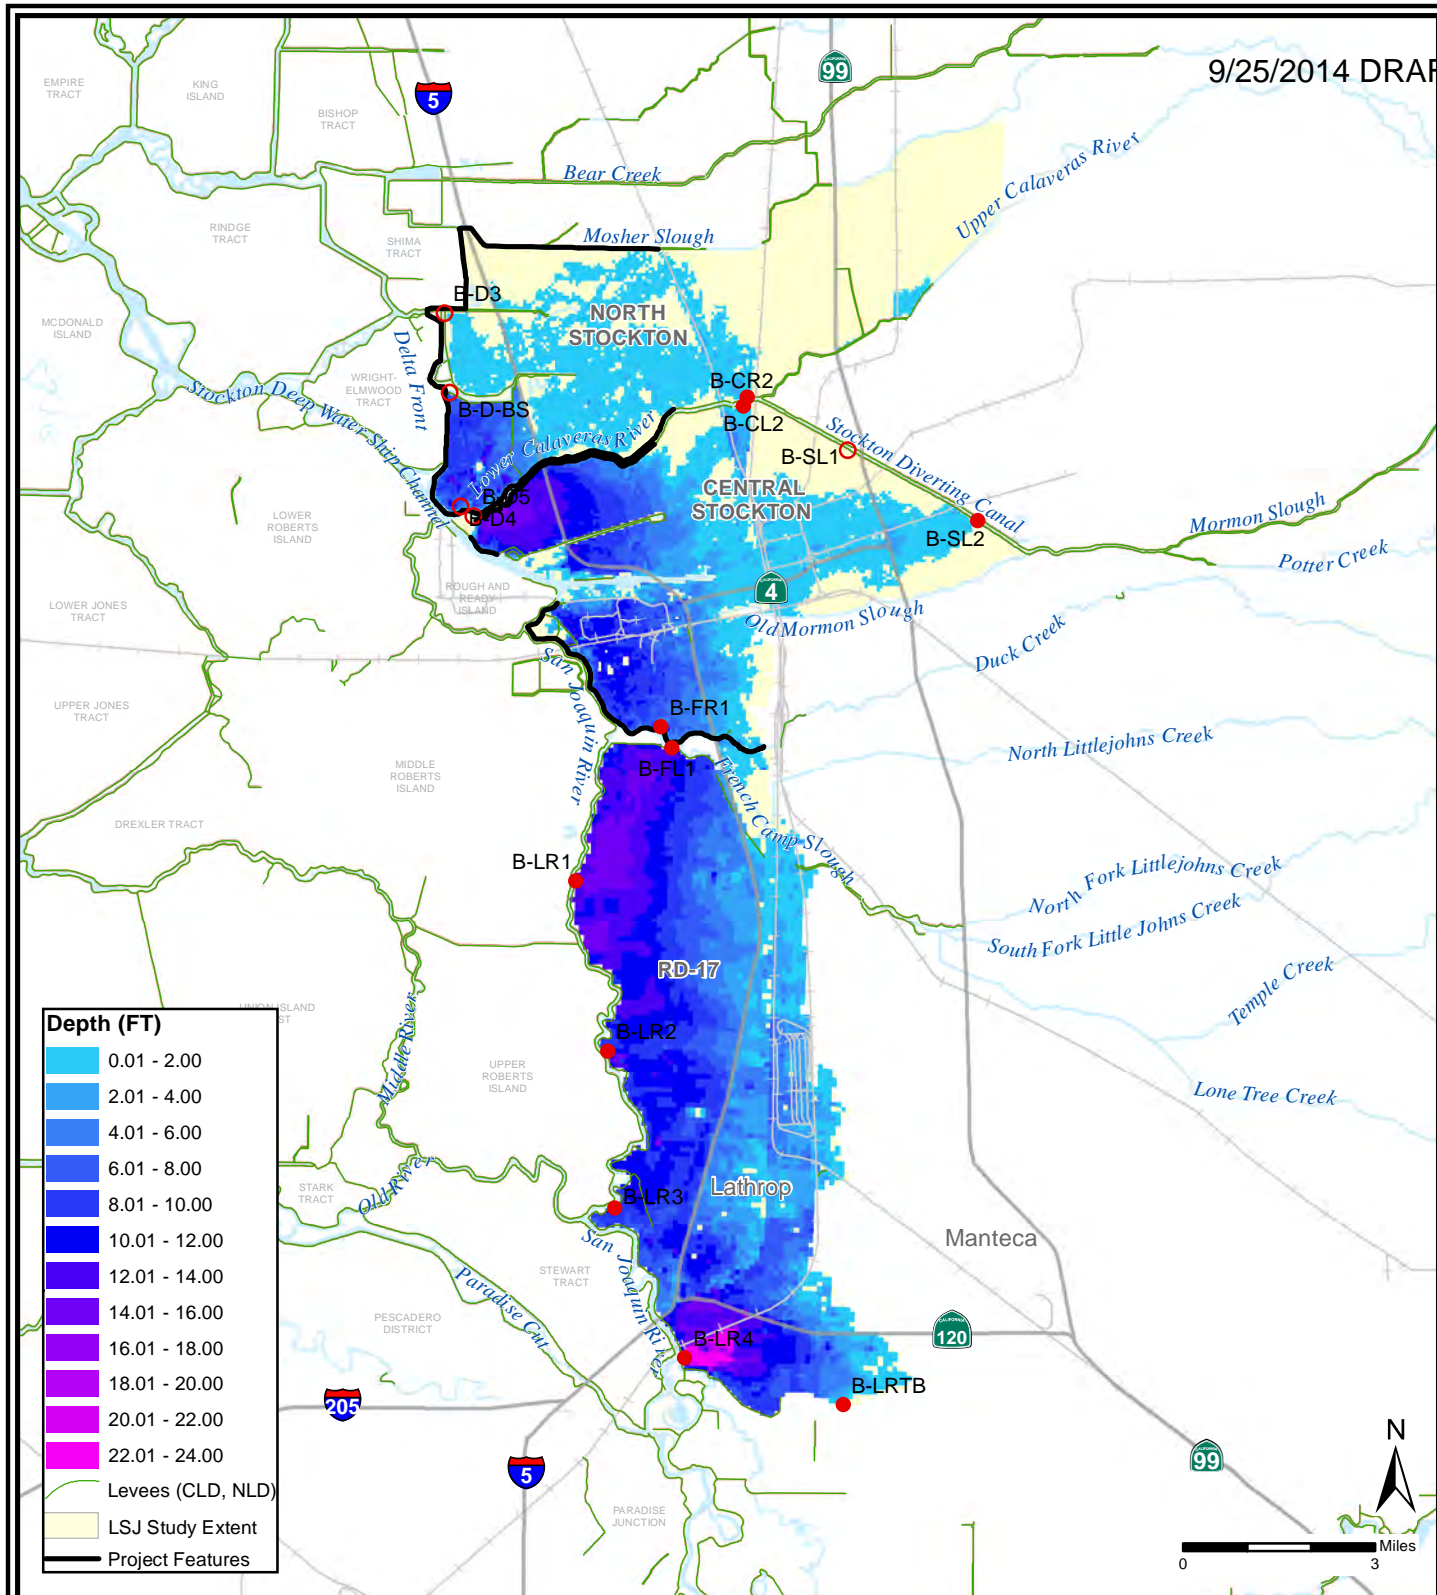 9/25/2014 DRAF
EMPIRE
TRACT
KING
ISLAND
BISHOP
TRACT
5
CALIFORNIA
99
Bear Creek
Upper Calaveras River
RINDGE
TRACT
SHIMA
TRACT
Mosher Slough
B-D3
NORTH
STOCKTON
MCDONALD
ISLAND
Delta Front
WRIGHT-
ELMWOOD
TRACT
Stockton Deep Water Ship Channel
B-D-BS
B-CR2
B-CL2
Lower Calaveras River
B-SL1
Stockton Diverting Canal
CENTRAL
STOCKTON
B-D5
B-D4
B-SL2
Mormon Slough
Potter Creek
LOWER
ROBERTS
ISLAND
ROUGH AND
READY
ISLAND
CALIFORNIA
4
Old Mormon Slough
LOWER JONES
TRACT
Duck Creek
San Joaquin River
UPPER JONES
TRACT
B-FR1
B-FL1
North Littlejohns Creek
MIDDLE
ROBERTS
ISLAND
French Camp Slough
DREXLER TRACT
B-LR1
North Fork Littlejohns Creek
South Fork Little Johns Creek
RD-17
Temple Creek
UNION ISLAND
ST
Middle River
B-LR2
UPPER
ROBERTS
ISLAND
Lone Tree Creek
STARK
TRACT
Old River
B-LR3
Lathrop
Manteca
San Joaquin River
STEWART
TRACT
Paradise Cut
PESCADERO
DISTRICT
B-LR4
CALIFORNIA
120
B-LRTB
205
5
CALIFORNIA
99
PARADISE
JUNCTION
Depth (FT)
0.01 - 2.00
2.01 - 4.00
4.01 - 6.00
6.01 - 8.00
8.01 - 10.00
10.01 - 12.00
12.01 - 14.00
14.01 - 16.00
16.01 - 18.00
18.01 - 20.00
20.01 - 22.00
22.01 - 24.00
Levees (CLD, NLD)
LSJ Study Extent
Project Features
N
Miles
0 3